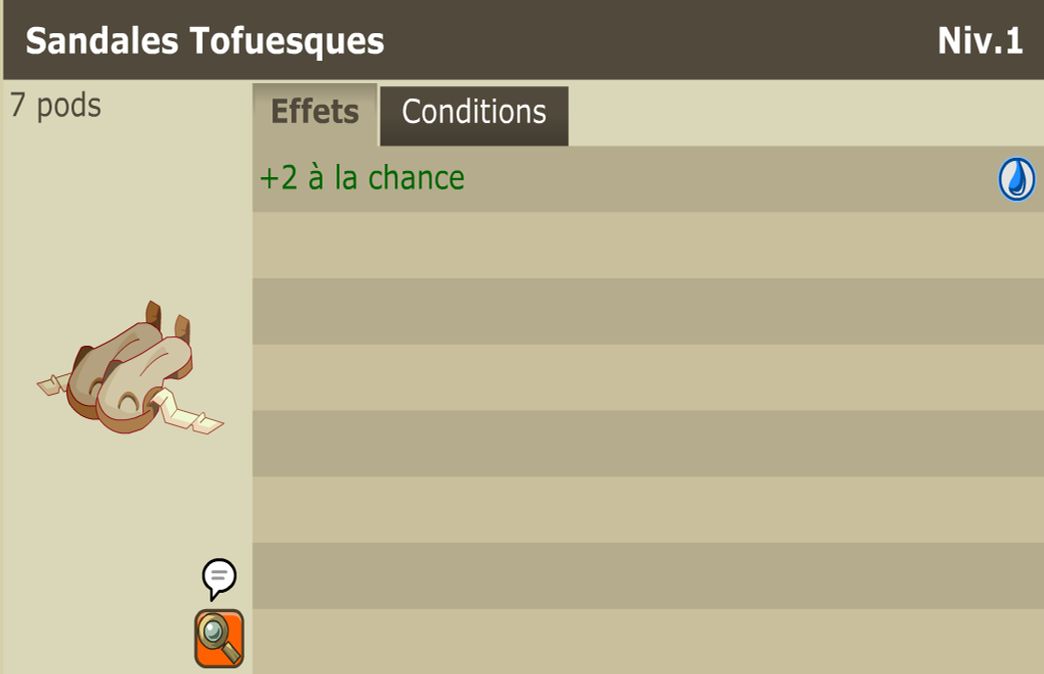 Sandales Tofuesques
Niv.1
7 pods
Effets
Conditions
+2 à la chance